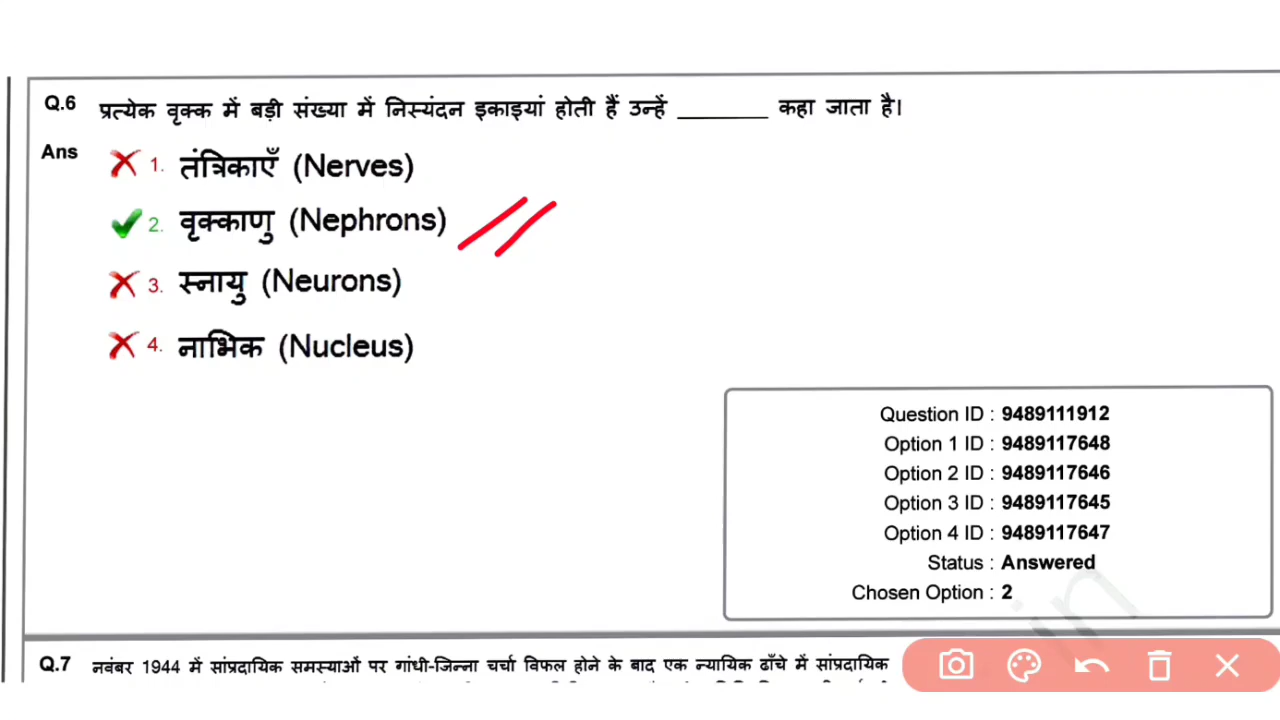 Q.6 प्रत्येक वृक्क में बड़ी संख्या में निस्यंदन इकाइयां होती हैं उन्हें ________ कहा जाता है।
Ans 1. तंत्रिकाएँ (Nerves)
2. वृक्काणु (Nephrons)
3. स्नायु (Neurons)
4. नाभिक (Nucleus)
Question ID : 9489111912
Option 1 ID : 9489117648
Option 2 ID : 9489117646
Option 3 ID : 9489117645
Option 4 ID : 9489117647
Status : Answered
Chosen Option : 2
in
Q.7 नवंबर 1944 में सांप्रदायिक समस्याओं पर गांधी-जिन्ना चर्चा विफल होने के बाद एक न्यायिक ढाँचे में सांप्रदायिक